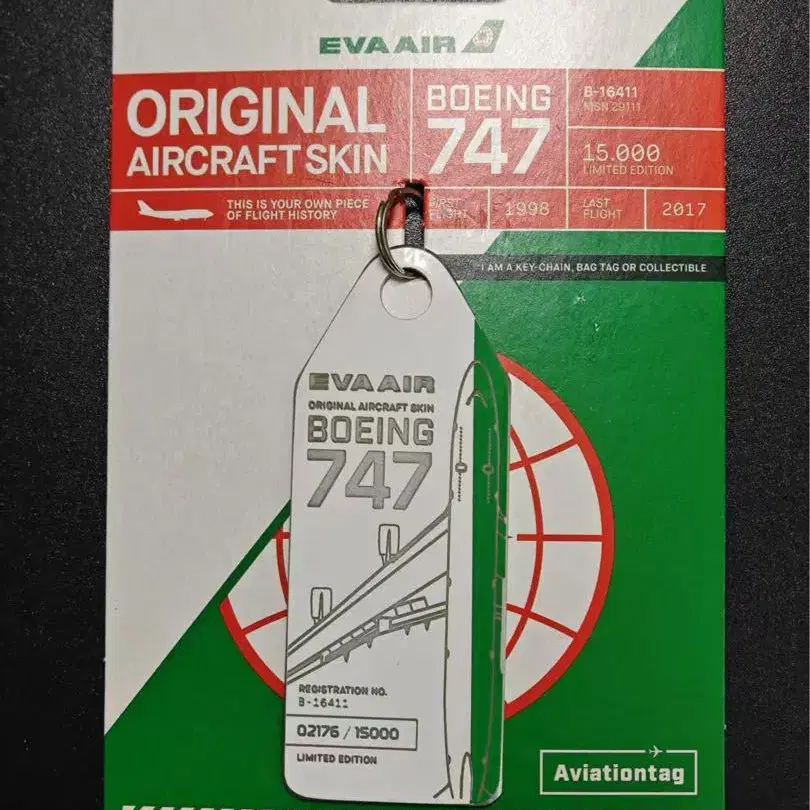 EVA AIR
ORIGINAL
AIRCRAFT SKIN
BOEING
747
B-16411
MSN 29111
15.000
LIMITED EDITION
THIS IS YOUR OWN PIECE
OF FLIGHT HISTORY
FIRST
FLIGHT
1998
LAST
FLIGHT
2017
I AM A KEY-CHAIN, BAG TAG OR COLLECTIBLE
EVA AIR
ORIGINAL AIRCRAFT SKIN
BOEING
747
REGISTRATION NO.
B-16411
02176 / 15000
LIMITED EDITION
Aviationtag